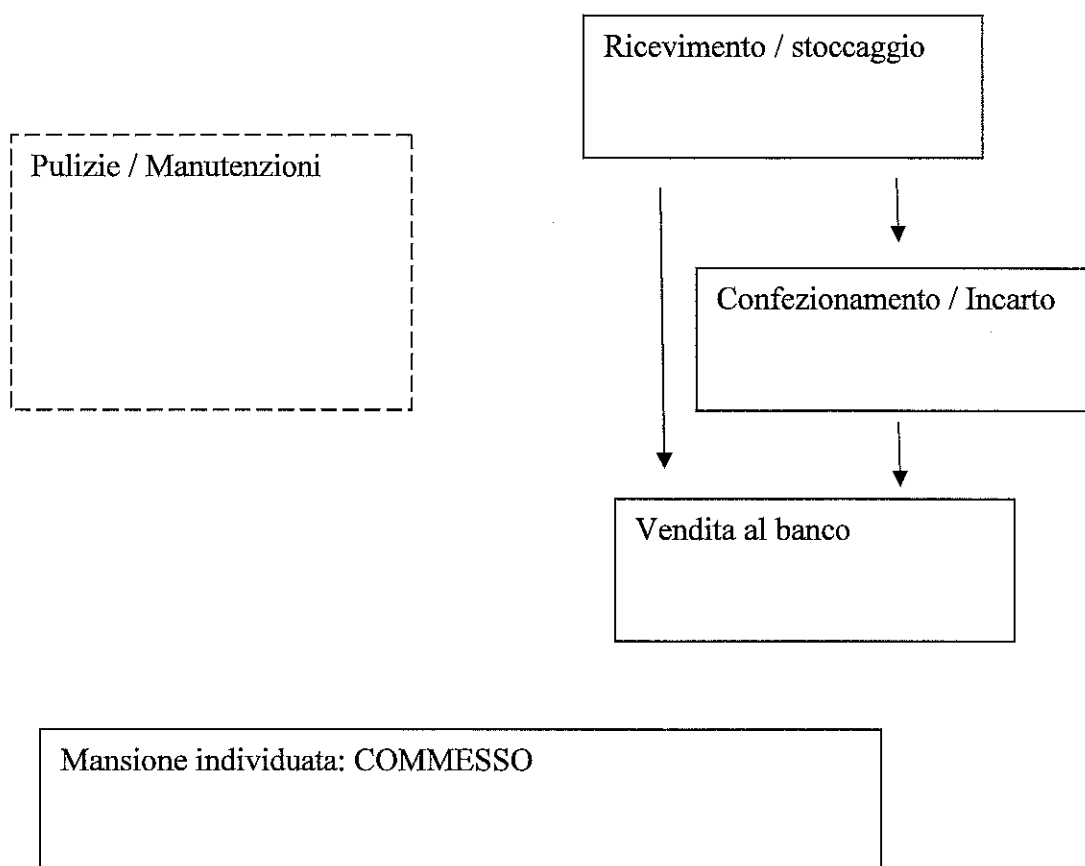 Ricevimento / stoccaggio
Pulizie / Manutenzioni
Confezionamento / Incarto
Vendita al banco
Mansione individuata: COMMESSO